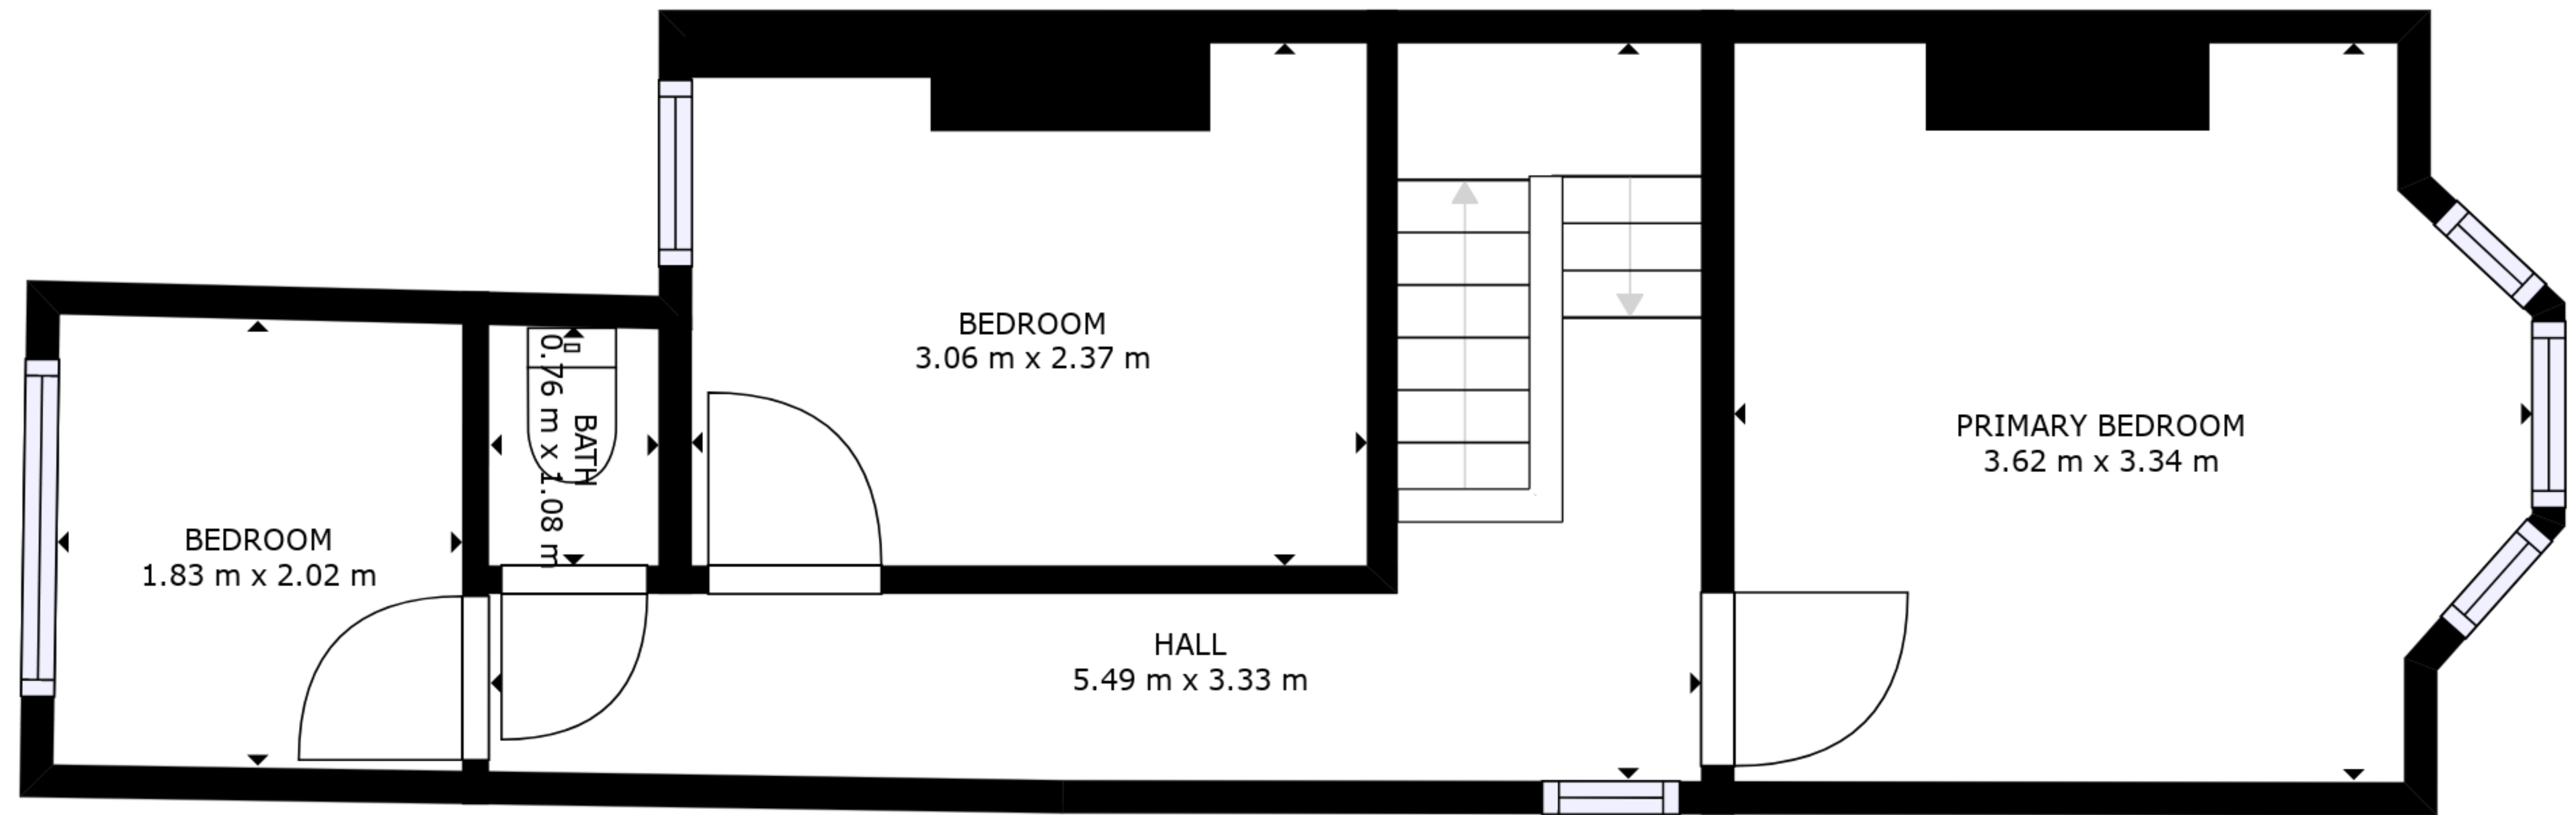 BEDROOM
3.06 m x 2.37 m
BATH
0.76 m x 1.08 m
PRIMARY BEDROOM
3.62 m x 3.34 m
BEDROOM
1.83 m x 2.02 m
HALL
5.49 m x 3.33 m